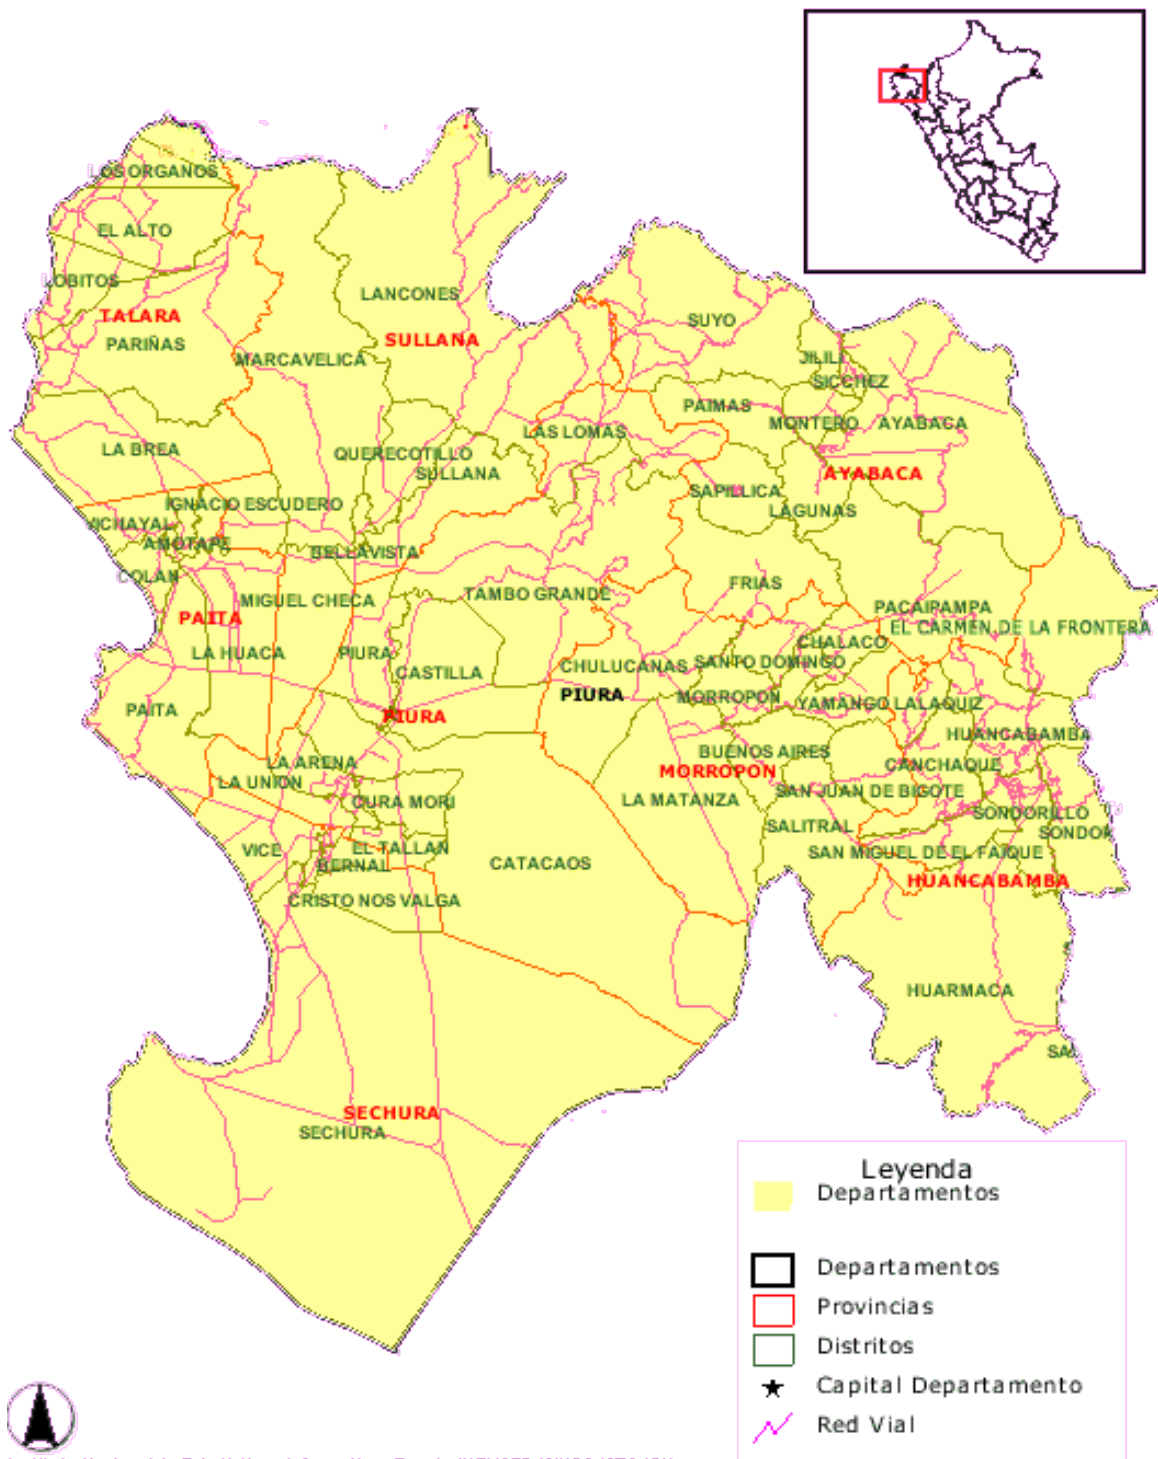 LOS ORGANOS
EL ALTO
LOBITOS
LANCONES
TALARA
SUYO
PARIÑAS
SULLANA
MARCAVELICA
JILILI
SICCHEZ
PAIMAS
MONTERO
AYABACA
LAS LOMAS
LA BREA
QUERECOTILLO
SULLANA
AYABACA
SAPILLICA
IGNACIO ESCUDERO
LAGUNAS
VICHAYAL
AMOTAPE
BELLAVISTA
COLAN
FRIAS
TAMBO GRANDE
MIGUEL CHECA
PACAIPAMPA
PAITA
EL CARMEN DE LA FRONTERA
CHALACO
LA HUACA
PIURA
SANTO DOMINGO
CHULUCANAS
CASTILLA
PIURA
MORROPON
YAMANGO
LALAQUIZ
PAITA
PIURA
HUANCABAMBA
BUENOS AIRES
LA ARENA
CANCHAQUE
MORROPON
LA UNION
SAN JUAN DE BIGOTE
CURA MORI
LA MATANZA
SONDORILLO
SALITRAL
SONDOR
EL TALLAN
VICE
SAN MIGUEL DE EL FAIQUE
BERNAL
CATACAOS
HUANCABAMBA
CRISTO NOS VALGA
HUARMACA
SECHURA
SECHURA
Leyenda
Departamentos
Departamentos
Provincias
Distritos
Capital Departamento
Red Vial